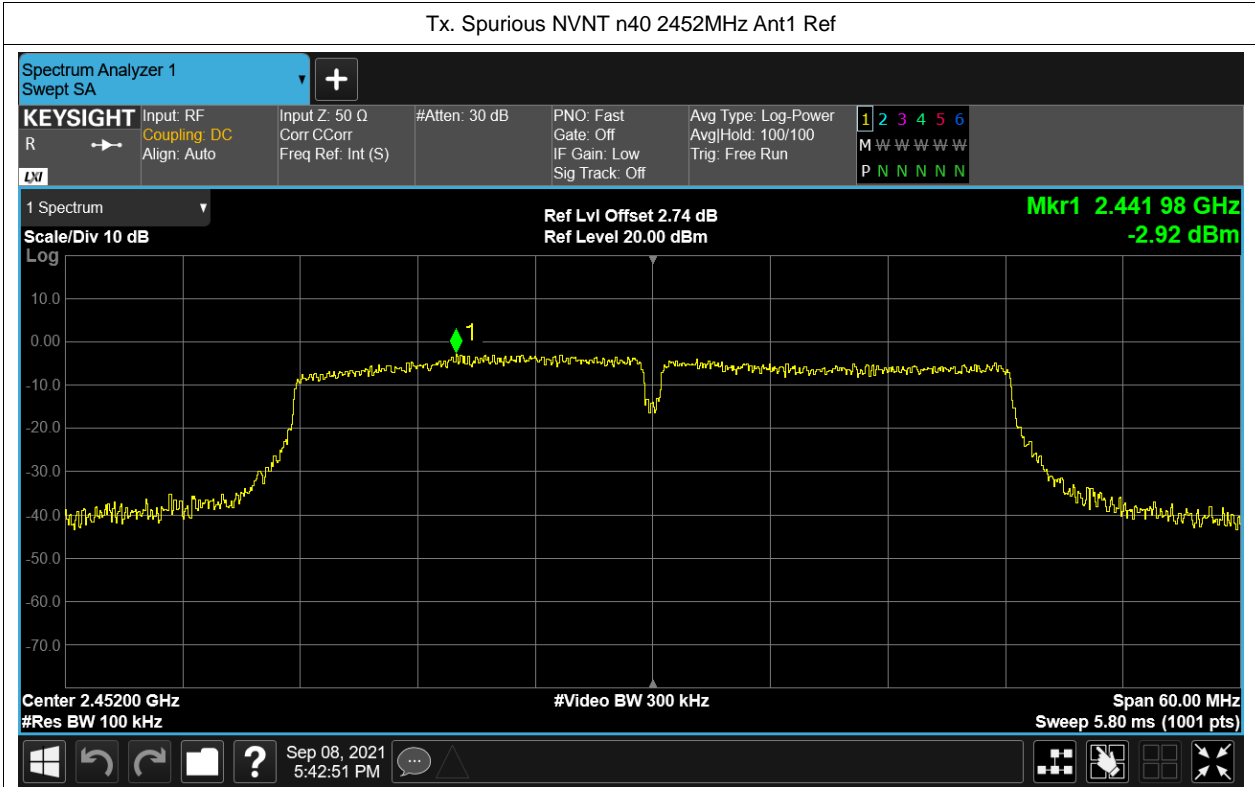 Tx. Spurious NVNT n40 2452MHz Ant1 Ref
Spectrum Analyzer 1
Swept SA
KEYSIGHT
R
LXI
Input: RF
Coupling: DC
Align: Auto
Input Z: 50 Ω
Corr CCorr
Freq Ref: Int (S)
#Atten: 30 dB
PNO: Fast
Gate: Off
IF Gain: Low
Sig Track: Off
Avg Type: Log-Power
Avg|Hold: 100/100
Trig: Free Run
1 2 3 4 5 6
M W W W W W
P N N N N N
1 Spectrum
Scale/Div 10 dB
Log
Ref Lvl Offset 2.74 dB
Ref Level 20.00 dBm
Mkr1 2.441 98 GHz
-2.92 dBm
10.0
0.00
-10.0
-20.0
-30.0
-40.0
-50.0
-60.0
-70.0
1
Center 2.45200 GHz
#Res BW 100 kHz
#Video BW 300 kHz
Span 60.00 MHz
Sweep 5.80 ms (1001 pts)
?
Sep 08, 2021
5:42:51 PM